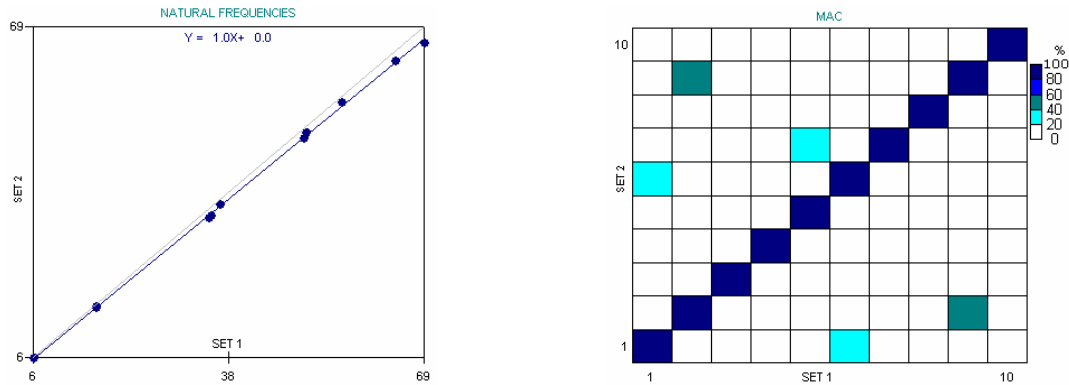 NATURAL FREQUENCIES
69
Y = 1.0X+ 0.0
SET 2
6
SET 1
6 38 69
MAC
10
SET 2
1
1 SET 1 10
%
100
80
60
40
20
0